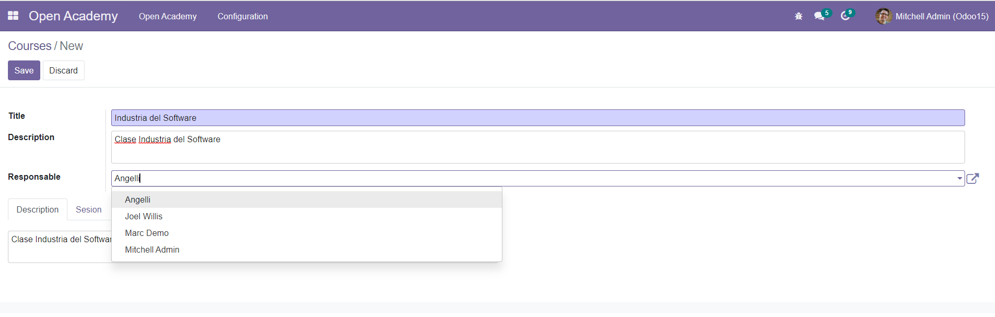 Open Academy Open Academy Configuration 5 9 Mitchell Admin (Odoo15)
Courses / New
Save Discard
Title Industria del Software
Description Clase Industria del Software
Responsable Angelli
Angelli
Joel Willis
Marc Demo
Mitchell Admin
Description Sesion
Clase Industria del Softwar